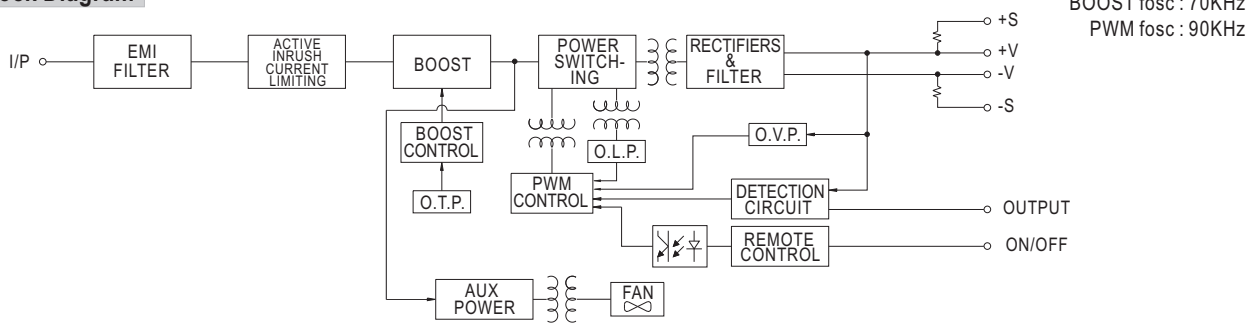 BOOST fosc : 70KHz
PWM fosc : 90KHz
I/P
EMI
FILTER
ACTIVE
INRUSH
CURRENT
LIMITING
BOOST
POWER
SWITCH-
ING
RECTIFIERS
&
FILTER
+S
+V
-V
-S
BOOST
CONTROL
O.T.P.
O.L.P.
O.V.P.
PWM
CONTROL
DETECTION
CIRCUIT
OUTPUT
REMOTE
CONTROL
ON/OFF
AUX
POWER
FAN